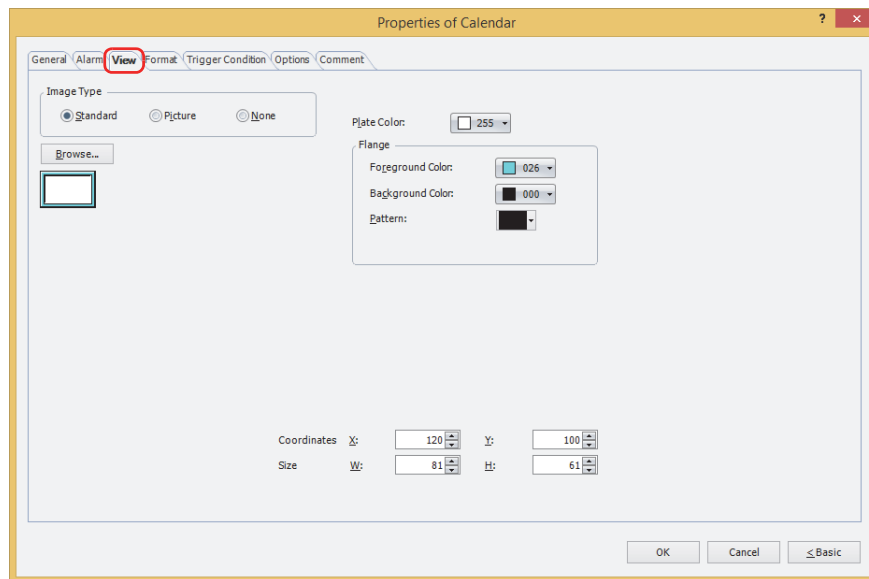 Properties of Calendar
? ×
General Alarm View Format Trigger Condition Options Comment
Image Type
Standard Picture None
Plate Color: 255
Browse...
Flange
Foreground Color: 026
Background Color: 000
Pattern:
Coordinates X: 120 Y: 100
Size W: 81 H: 61
OK Cancel < Basic